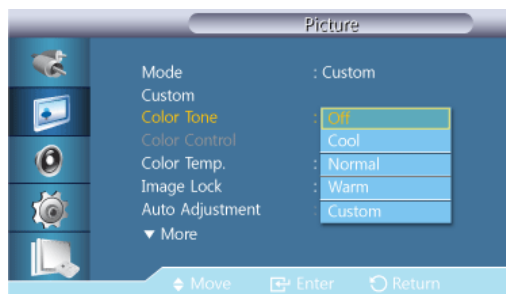 Picture
Mode : Custom
Custom
Color Tone : Off
Color Control Cool
Color Temp. : Normal
Image Lock : Warm
Auto Adjustment : Custom
▼ More
Move Enter Return